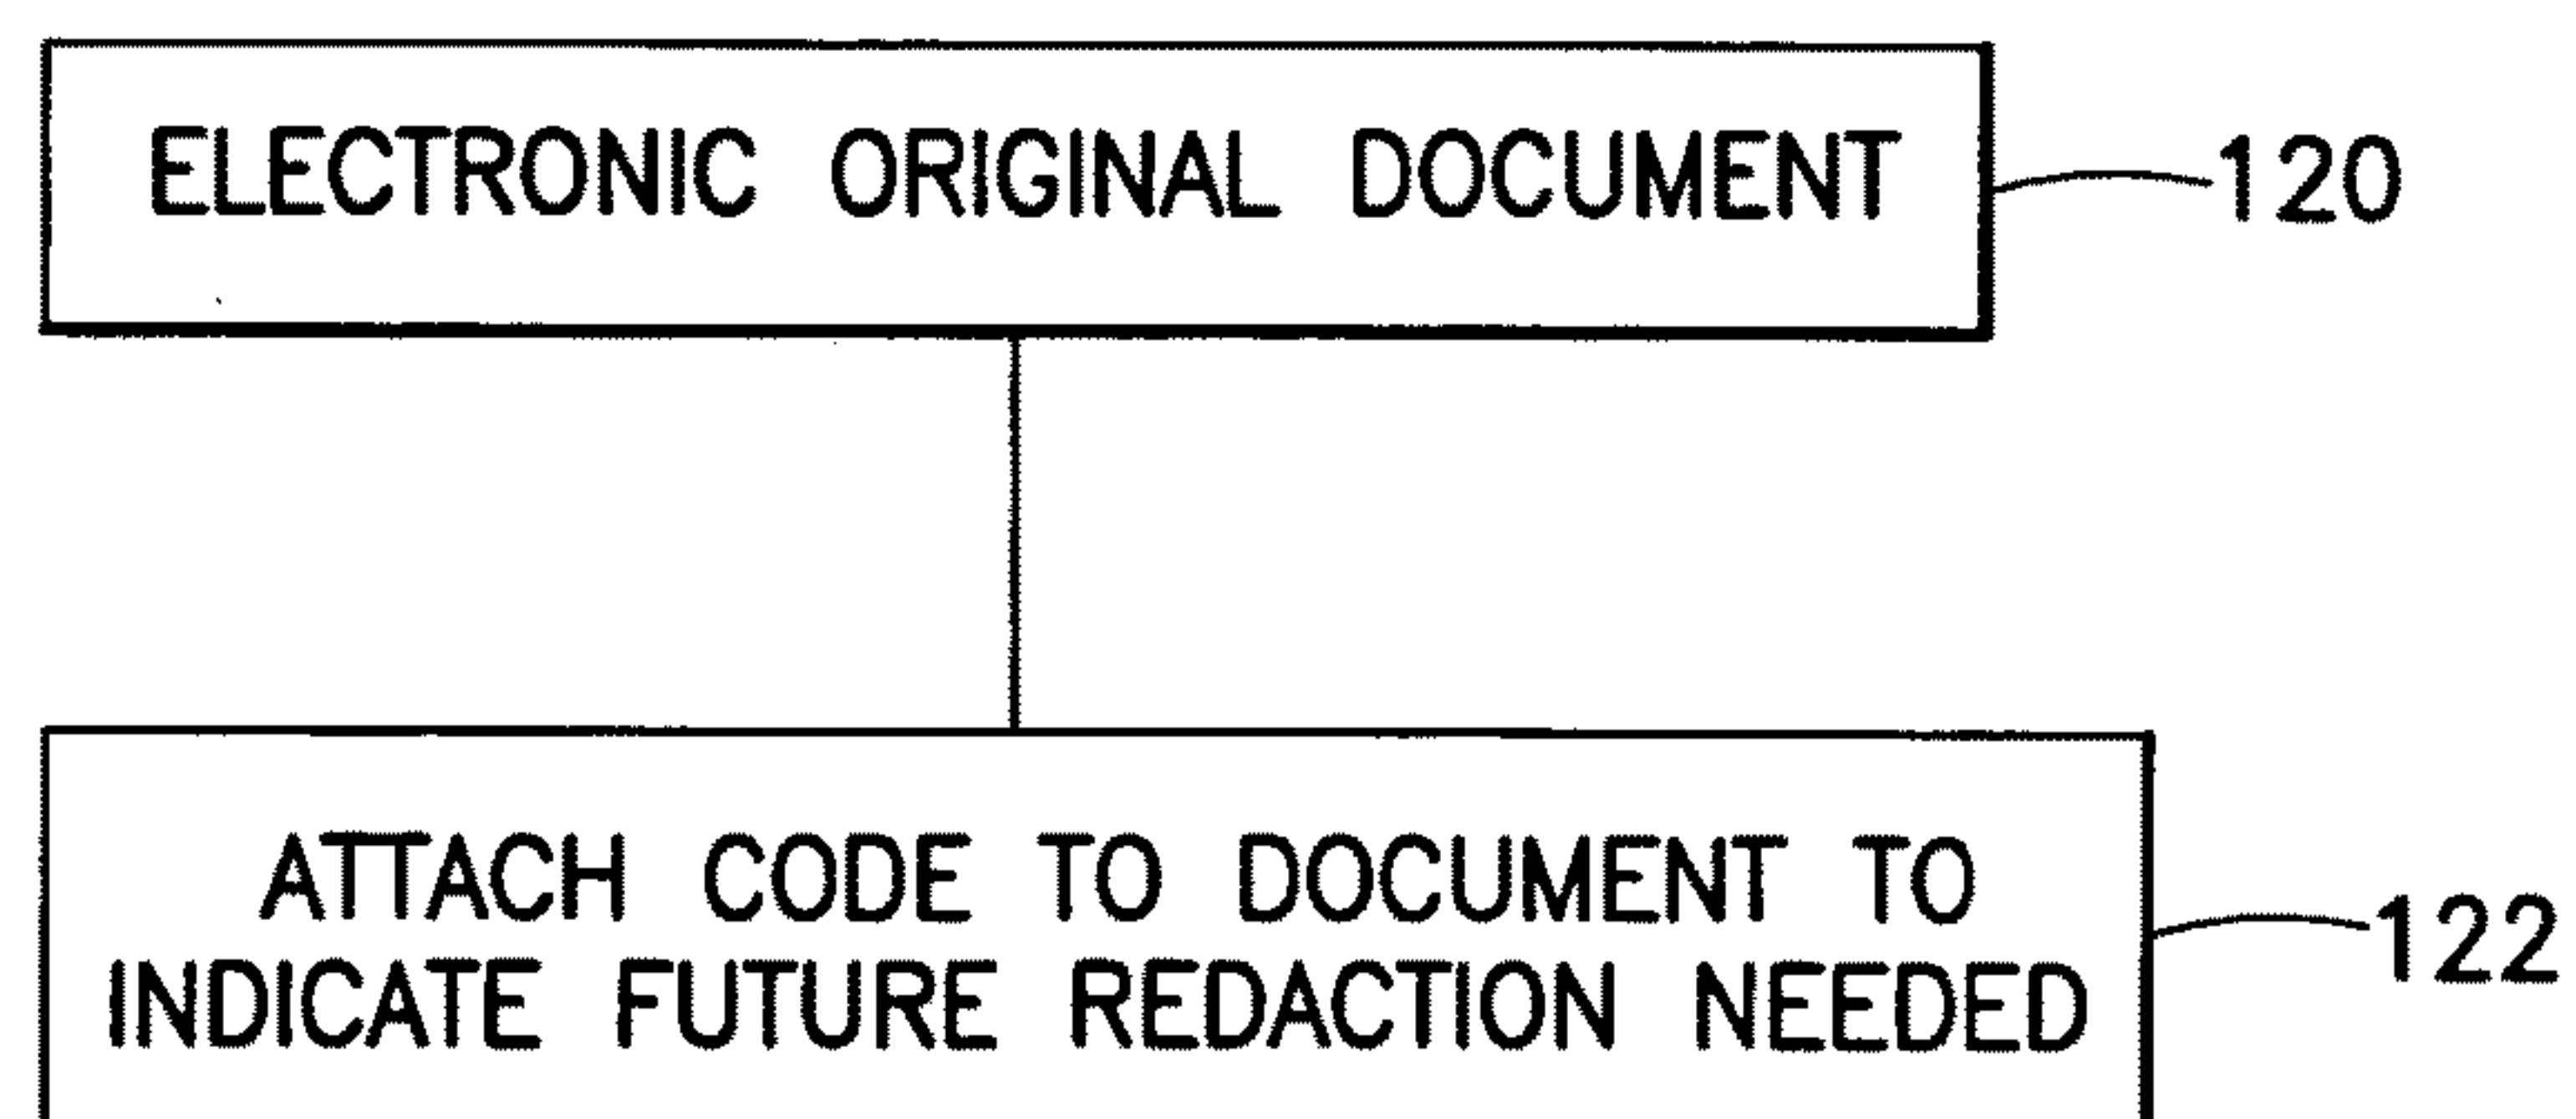 ELECTRONIC ORIGINAL DOCUMENT
120
ATTACH CODE TO DOCUMENT TO
INDICATE FUTURE REDACTION NEEDED
122